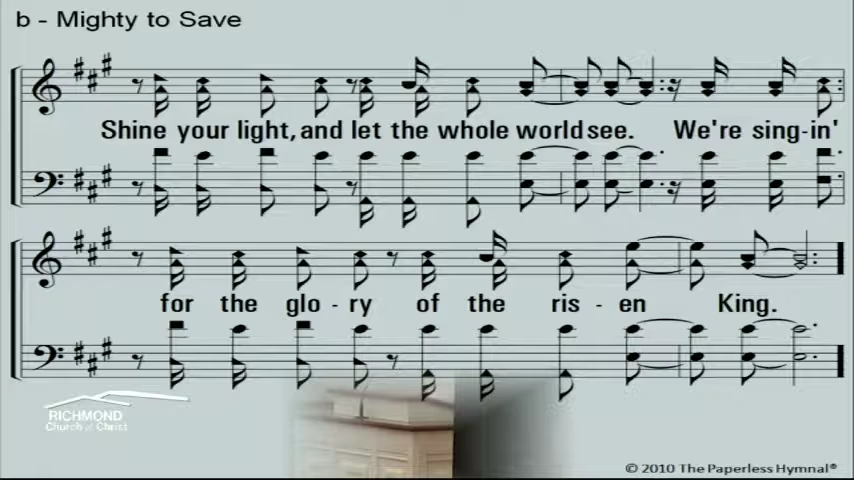 b - Mighty to Save
Shine your light, and let the whole world see. We're sing-in'
for the glo - ry of the ris - en King.
RICHMOND
Church of Christ
© 2010 The Paperless Hymnal®